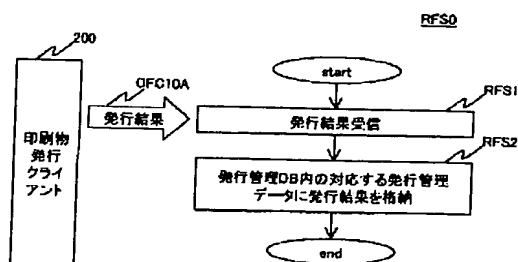 RFS0
200
OFC10A
start
印刷物
発行
クライ
アント
発行結果
RFS1
発行結果受信
RFS2
発行管理DB内の対応する発行管理
データに発行結果を格納
end